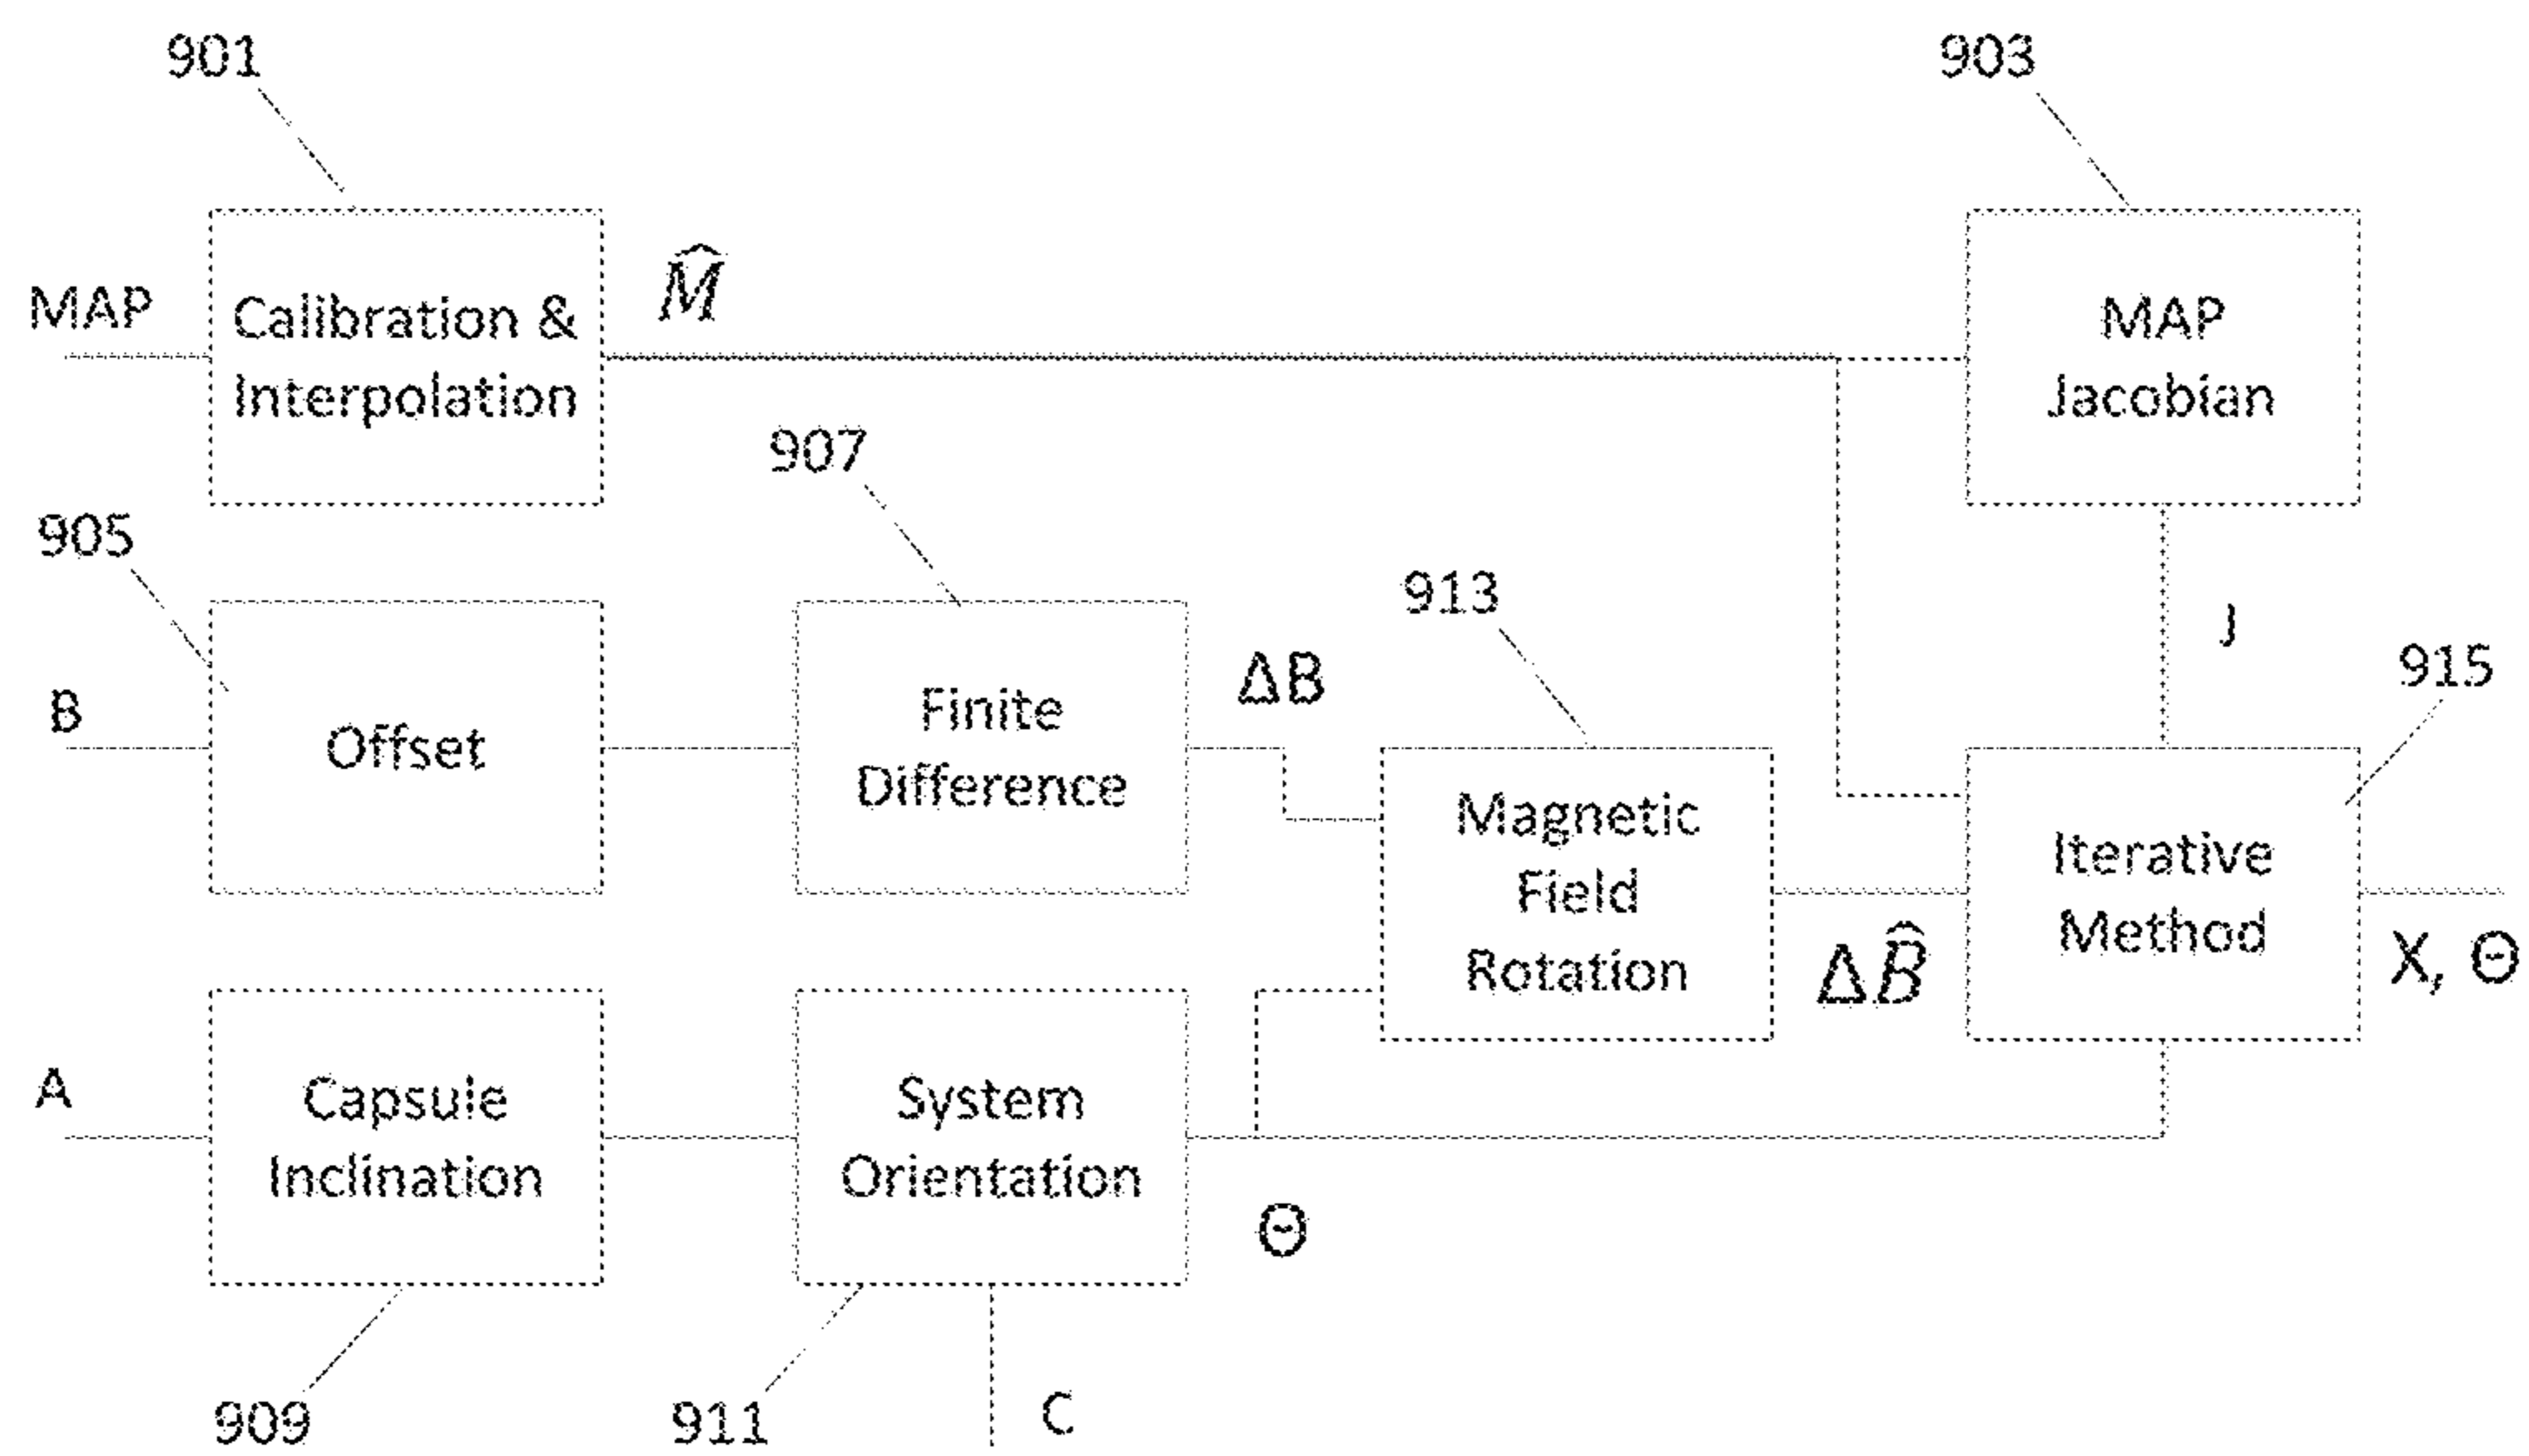 901
903
MAP
Calibration &
Interpolation
M̂
MAP
Jacobian
905
907
913
J
915
B
Offset
Finite
Difference
ΔB
Magnetic
Field
Rotation
ΔB̂
Iterative
Method
X, Θ
A
Capsule
Inclination
System
Orientation
Θ
909
911
C